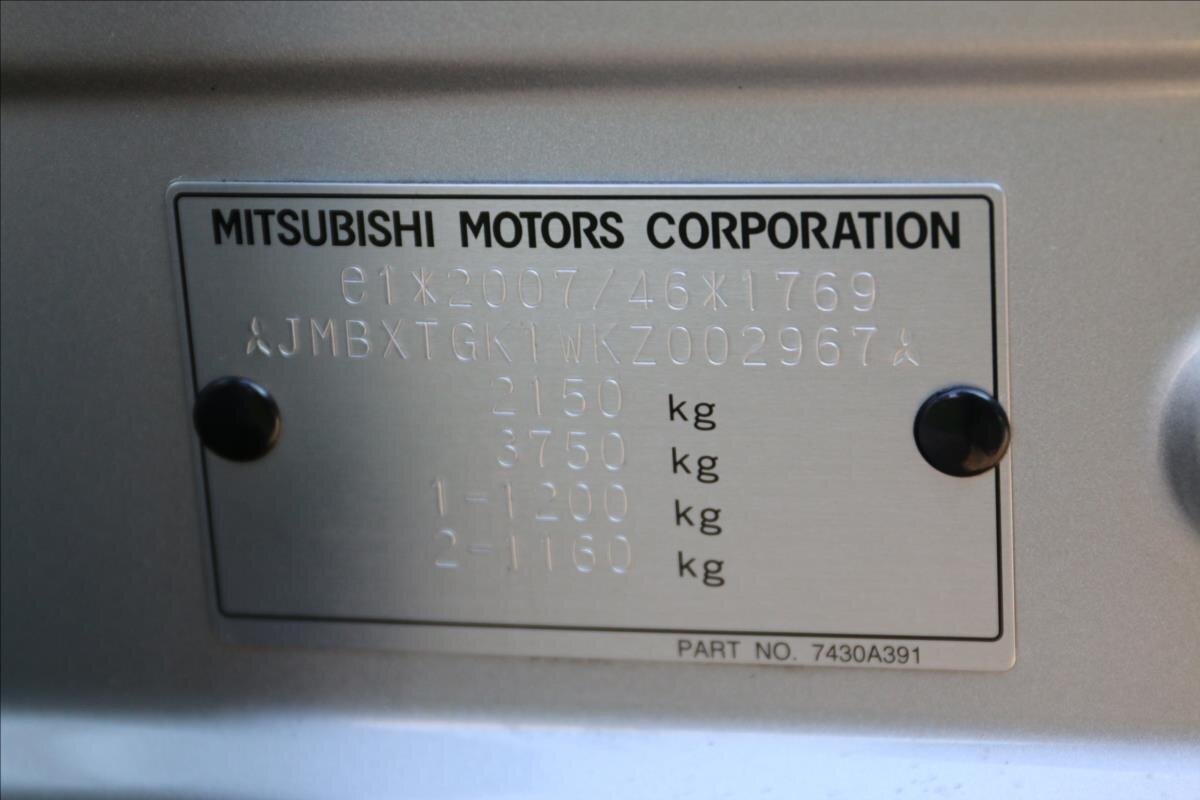 MITSUBISHI MOTORS CORPORATION
e1*2007/46*1769
JMBXTGK1WKZ002967
2150 kg
3750 kg
1-1200 kg
2-1160 kg
PART NO. 7430A391